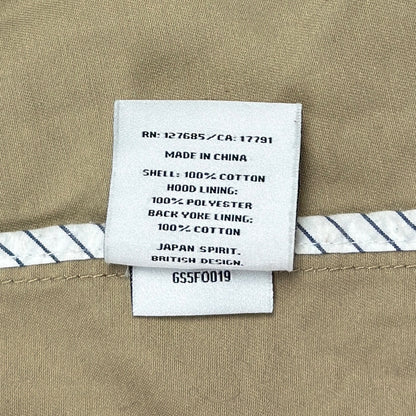 RN: 127685/CA: 17791
MADE IN CHINA
SHELL: 100% COTTON
HOOD LINING:
100% POLYESTER
BACK YOKE LINING:
100% COTTON
JAPAN SPIRIT.
BRITISH DESIGN.
GS5FO019